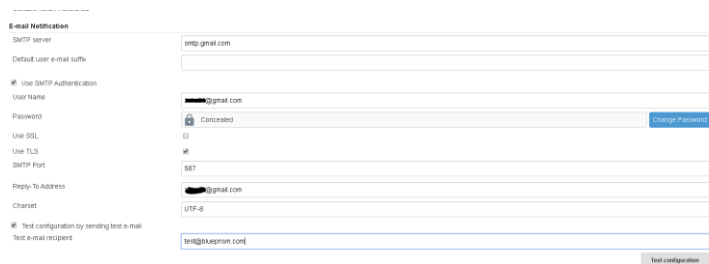 E-mail Notification
SMTP server
smtp.gmail.com
Default user e-mail suffix
Use SMTP Authentication
User Name
@gmail.com
Password
Concealed
Change Password
Use SSL
Use TLS
SMTP Port
587
Reply-To Address
@gmail.com
Charset
UTF-8
Test configuration by sending test e-mail
Test e-mail recipient
test@blueprism.com
Test configuration